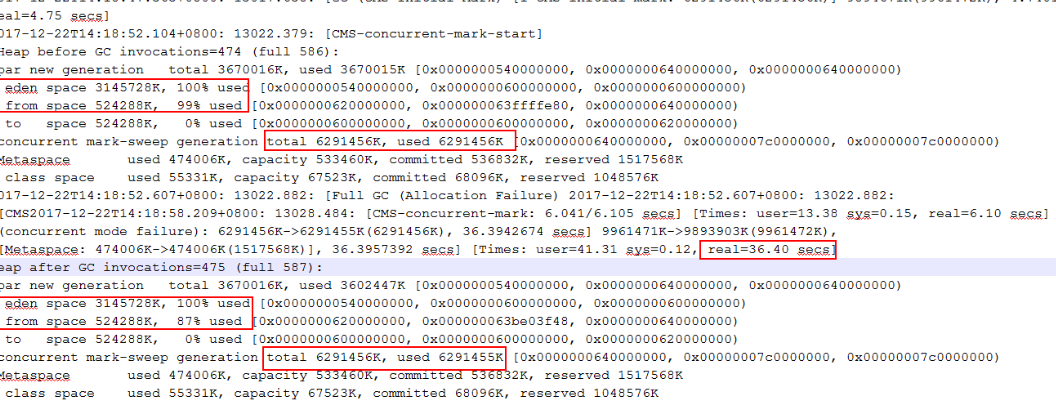 eal=4.75 secs]
017-12-22T14:18:52.104+0800: 13022.379: [CMS-concurrent-mark-start]
Heap before GC invocations=474 (full 586):
par new generation   total 3670016K, used 3670015K [0x0000000540000000, 0x0000000640000000, 0x0000000640000000)
eden space 3145728K, 100% used [0x0000000540000000, 0x0000000600000000, 0x0000000600000000)
from space 524288K,  99% used [0x0000000620000000, 0x000000063ffffe80, 0x0000000640000000)
to   space 524288K,   0% used [0x0000000600000000, 0x0000000600000000, 0x0000000620000000)
concurrent mark-sweep generation total 6291456K, used 6291456K [0x0000000640000000, 0x00000007c0000000, 0x00000007c0000000)
Metaspace       used 474006K, capacity 533460K, committed 536832K, reserved 1517568K
class space    used 55331K, capacity 67523K, committed 68096K, reserved 1048576K
017-12-22T14:18:52.607+0800: 13022.882: [Full GC (Allocation Failure) 2017-12-22T14:18:52.607+0800: 13022.882:
[CMS2017-12-22T14:18:58.209+0800: 13028.484: [CMS-concurrent-mark: 6.041/6.105 secs] [Times: user=13.38 sys=0.15, real=6.10 secs]
(concurrent mode failure): 6291456K->6291455K(6291456K), 36.3942674 secs] 9961471K->9893903K(9961472K),
[Metaspace: 474006K->474006K(1517568K)], 36.3957392 secs] [Times: user=41.31 sys=0.12, real=36.40 secs]
eap after GC invocations=475 (full 587):
par new generation   total 3670016K, used 3602447K [0x0000000540000000, 0x0000000640000000, 0x0000000640000000)
eden space 3145728K, 100% used [0x0000000540000000, 0x0000000600000000, 0x0000000600000000)
from space 524288K,  87% used [0x0000000620000000, 0x000000063be03f48, 0x0000000640000000)
to   space 524288K,   0% used [0x0000000600000000, 0x0000000600000000, 0x0000000620000000)
concurrent mark-sweep generation total 6291456K, used 6291455K [0x0000000640000000, 0x00000007c0000000, 0x00000007c0000000)
Metaspace       used 474006K, capacity 533460K, committed 536832K, reserved 1517568K
class space    used 55331K, capacity 67523K, committed 68096K, reserved 1048576K